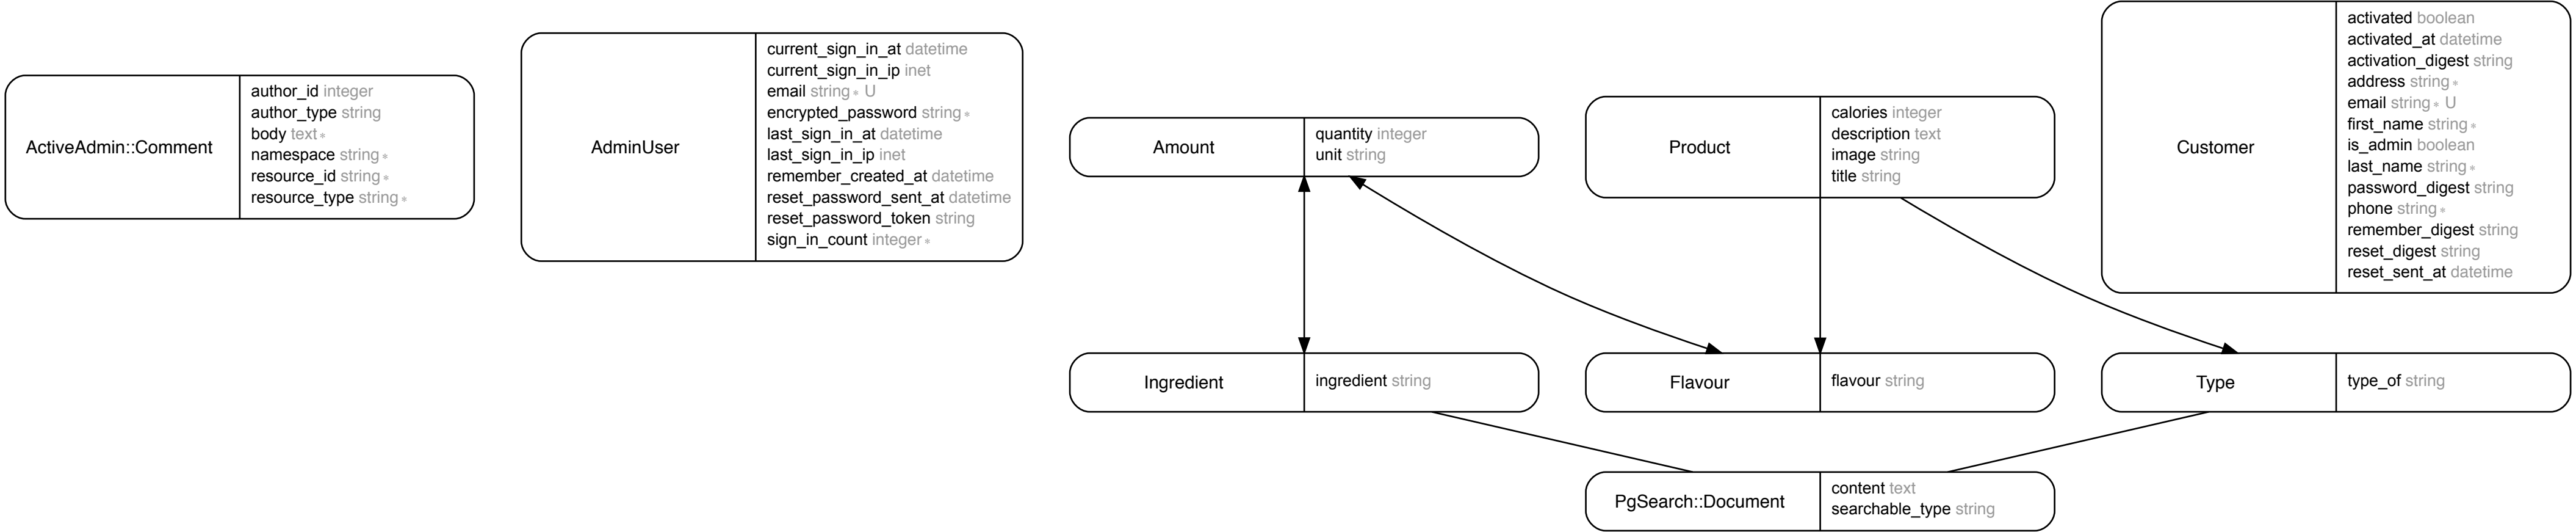 ActiveAdmin::Comment
author_id integer
author_type string
body text *
namespace string *
resource_id string *
resource_type string *
AdminUser
current_sign_in_at datetime
current_sign_in_ip inet
email string * U
encrypted_password string *
last_sign_in_at datetime
last_sign_in_ip inet
remember_created_at datetime
reset_password_sent_at datetime
reset_password_token string
sign_in_count integer *
Amount
quantity integer
unit string
Product
calories integer
description text
image string
title string
Customer
activated boolean
activated_at datetime
activation_digest string
address string *
email string * U
first_name string *
is_admin boolean
last_name string *
password_digest string
phone string *
remember_digest string
reset_digest string
reset_sent_at datetime
Ingredient
ingredient string
Flavour
flavour string
Type
type_of string
PgSearch::Document
content text
searchable_type string